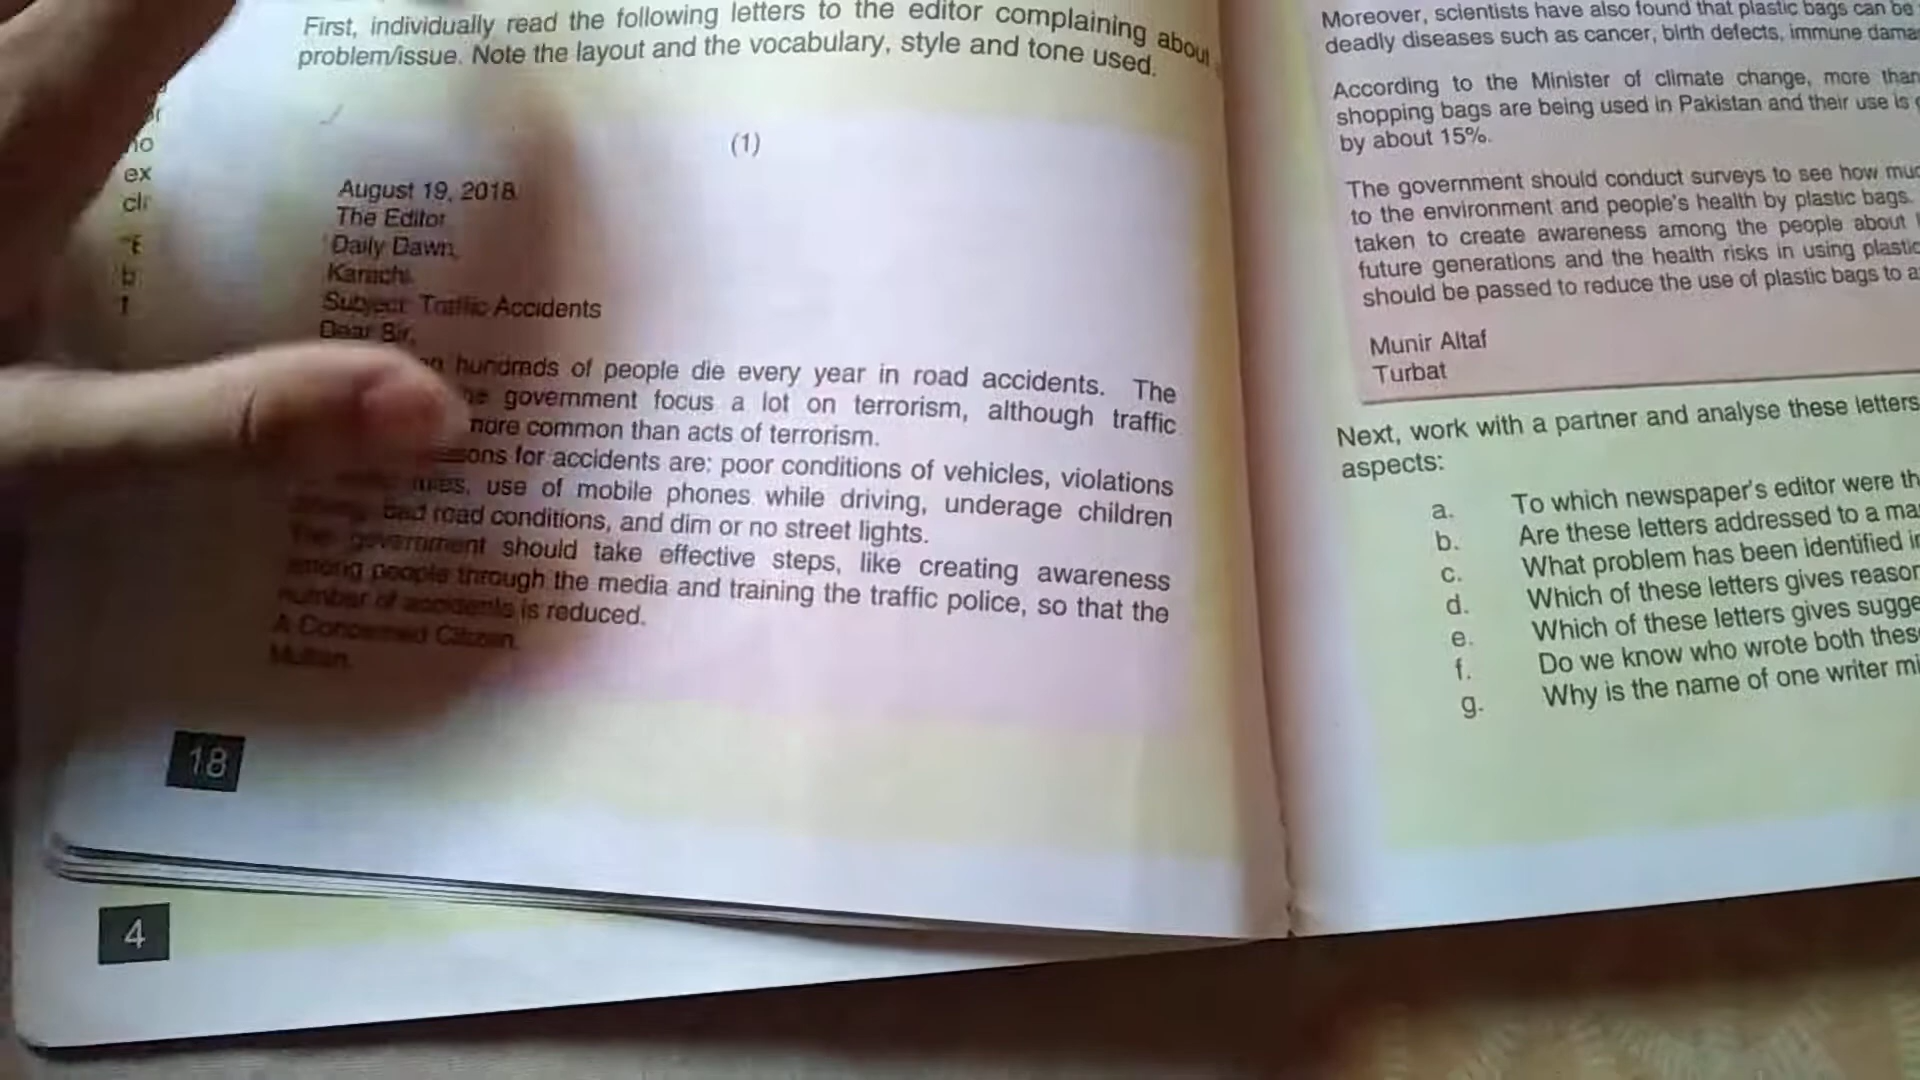 First, individually read the following letters to the editor complaining about
problem/issue. Note the layout and the vocabulary, style and tone used.
no
ex
(1)
August 19, 2018.
The Editor
Daily Dawn,
Karachi.
Subject: Traffic Accidents
Dear Sir,
hundreds of people die every year in road accidents. The
government focus a lot on terrorism, although traffic
more common than acts of terrorism.
for accidents are: poor conditions of vehicles, violations
use of mobile phones while driving, underage children
bad road conditions, and dim or no street lights.
The government should take effective steps, like creating awareness
among people through the media and training the traffic police, so that the
number of accidents is reduced.
A Concerned Citizen,
Multan.
18
4
Moreover, scientists have also found that plastic bags can be
deadly diseases such as cancer, birth defects, immune
According to the Minister of climate change, more than
shopping bags are being used in Pakistan and their use is
by about 15%.
The government should conduct surveys to see how
to the environment and people's health by plastic bags.
taken to create awareness among the people about
future generations and the health risks in using plastic
should be passed to reduce the use of plastic bags to
Munir Altaf
Turbat
Next, work with a partner and analyse these letters
aspects:
a. To which newspaper's editor were
b. Are these letters addressed to a
c. What problem has been identified
d. Which of these letters gives
e. Which of these letters gives
f. Do we know who wrote both
g. Why is the name of one writer